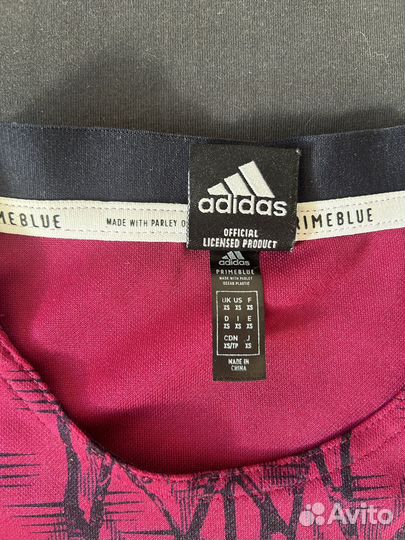 adidas
OFFICIAL
LICENSED PRODUCT
MEBLUE MADE WITH PARLEY O PRIMEBLUE
adidas
PRIMEBLUE
MADE WITH PARLEY
OCEAN PLASTIC
UK US F
XS XS XS
D I E
XS XS XS
CDN J
XS/TP XS
MADE IN
CHINA
Avito